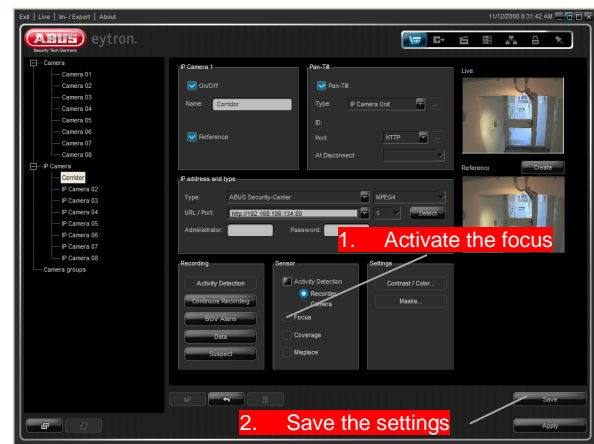 Exit | Live | Im- / Export | About
11/12/2008 8:31:42 AM
ABUS
Security Tech Germany
eytron.
Camera
Camera 01
Camera 02
Camera 03
Camera 04
Camera 05
Camera 06
Camera 07
Camera 08
IP Camera
Corridor
IP Camera 02
IP Camera 03
IP Camera 04
IP Camera 05
IP Camera 06
IP Camera 07
IP Camera 08
Camera groups
IP Camera 1
On/Off
Name: Corridor
Reference
Pan-Tilt
Pan-Tilt
Type: IP Camera Unit ...
ID:
Port: HTTP ...
At Disconnect
Live:
Reference Create
IP address and type
Type: ABUS Security-Center MPEG4
URL / Port: http://192.168.106.134:80 1 Detect
Administrator: Password:
1. Activate the focus
Recording
Activity Detection
Continuos Recording
BGV Alarm
Data
Suspect
Sensor
Activity Detection
Recorder
Camera
Focus
Coverage
Misplace
Settings
Contrast / Color...
Masks...
Save
2. Save the settings
Apply